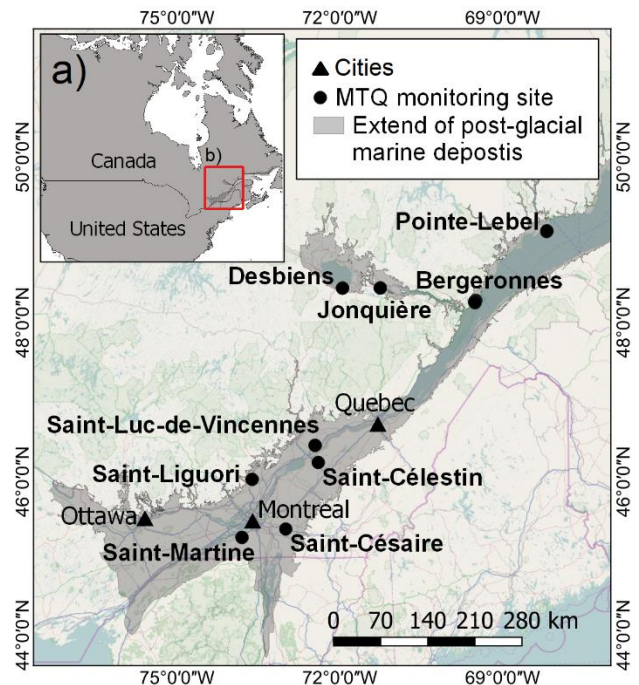 75°0'0"W 72°0'0"W 69°0'0"W
a)
Canada
b)
United States
Cities
MTQ monitoring site
Extend of post-glacial
marine depostis
50°0'0"N
50°0'0"N
Pointe-Lebel
Desbiens
Bergeronnes
Jonquière
48°0'0"N
48°0'0"N
Quebec
Saint-Luc-de-Vincennes
Saint-Liguori
Saint-Célestin
46°0'0"N
46°0'0"N
Ottawa
Montreal
Saint-Martine
Saint-Césaire
0 70 140 210 280 km
44°0'0"N
44°0'0"N
75°0'0"W 72°0'0"W 69°0'0"W